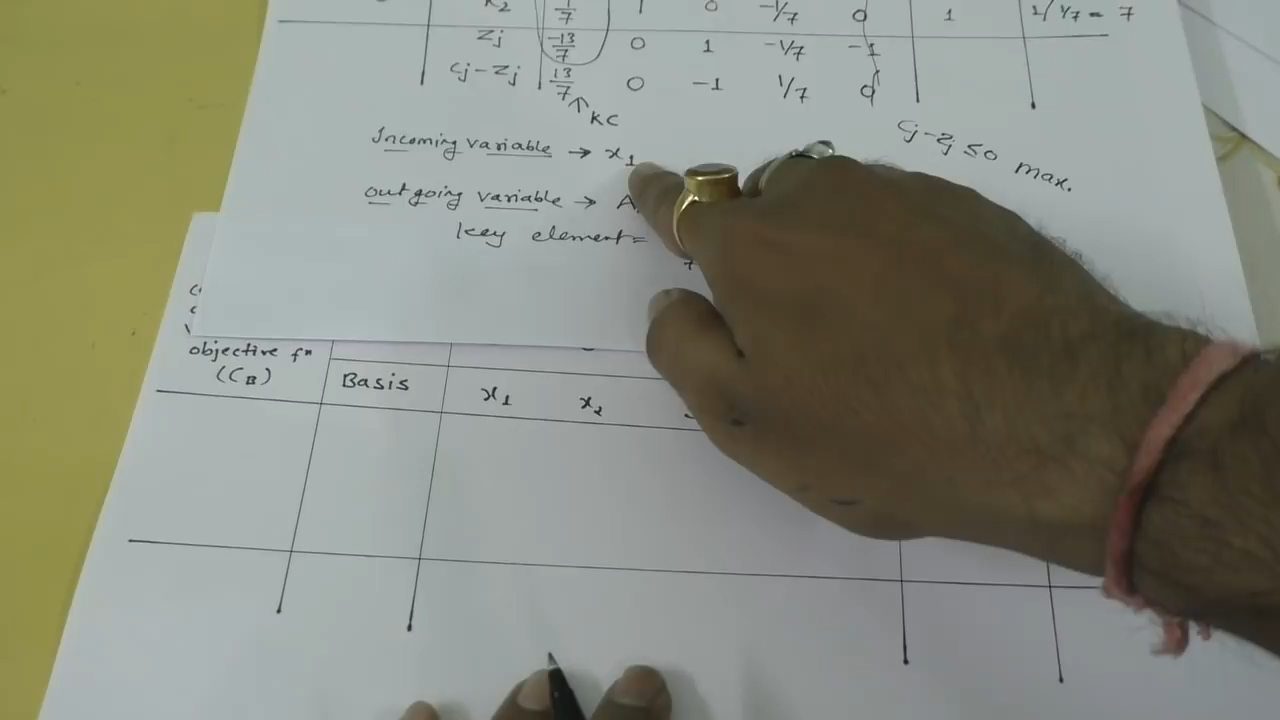 x₂ 1/7 1 0 -1/7 0 1 1/1/7 = 7
Zj -13/7 0 1 -1/7 -1
Cj-Zj 13/7 0 -1 1/7 0
↑KC
Cj-Zj ≤0 max.
Incoming variable → x₁
outgoing variable → A
key element=
7
objective fⁿ
(CB)
Basis x₁ x₂